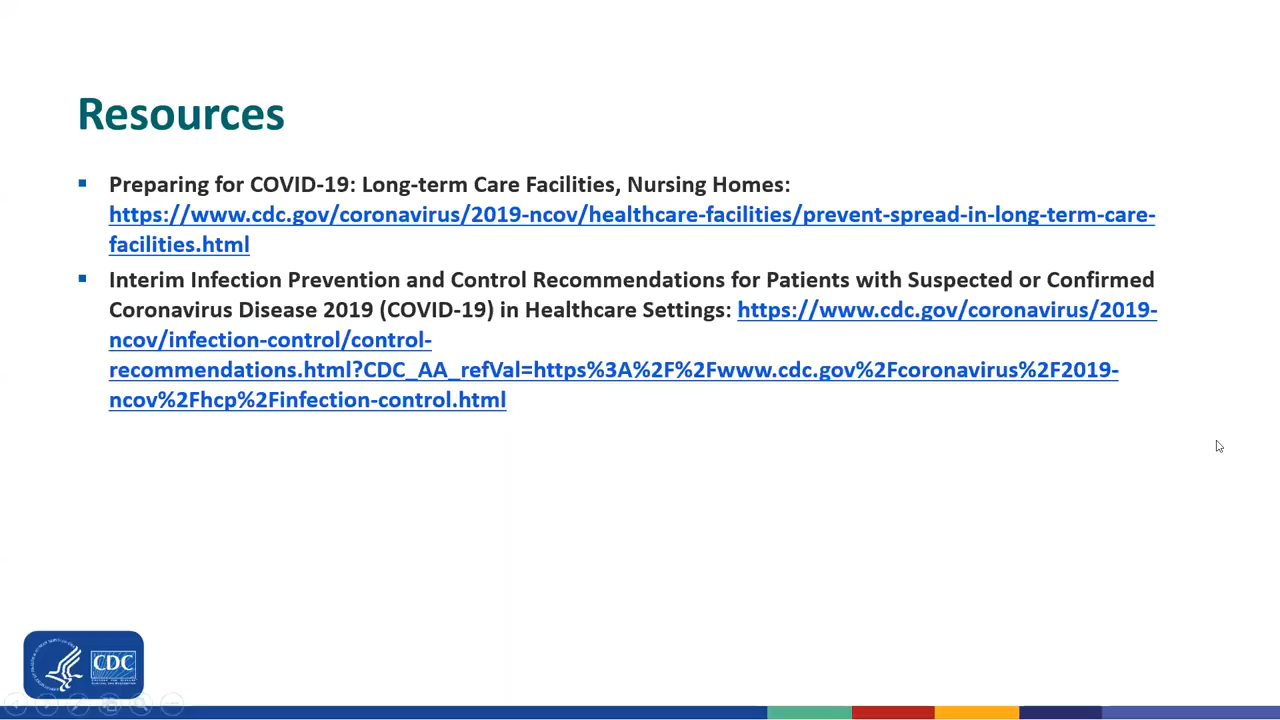 Resources
Preparing for COVID-19: Long-term Care Facilities, Nursing Homes:
https://www.cdc.gov/coronavirus/2019-ncov/healthcare-facilities/prevent-spread-in-long-term-care-
facilities.html
Interim Infection Prevention and Control Recommendations for Patients with Suspected or Confirmed
Coronavirus Disease 2019 (COVID-19) in Healthcare Settings: https://www.cdc.gov/coronavirus/2019-
ncov/infection-control/control-
recommendations.html?CDC_AA_refVal=https%3A%2F%2Fwww.cdc.gov%2Fcoronavirus%2F2019-
ncov%2Fhcp%2Finfection-control.html
CDC